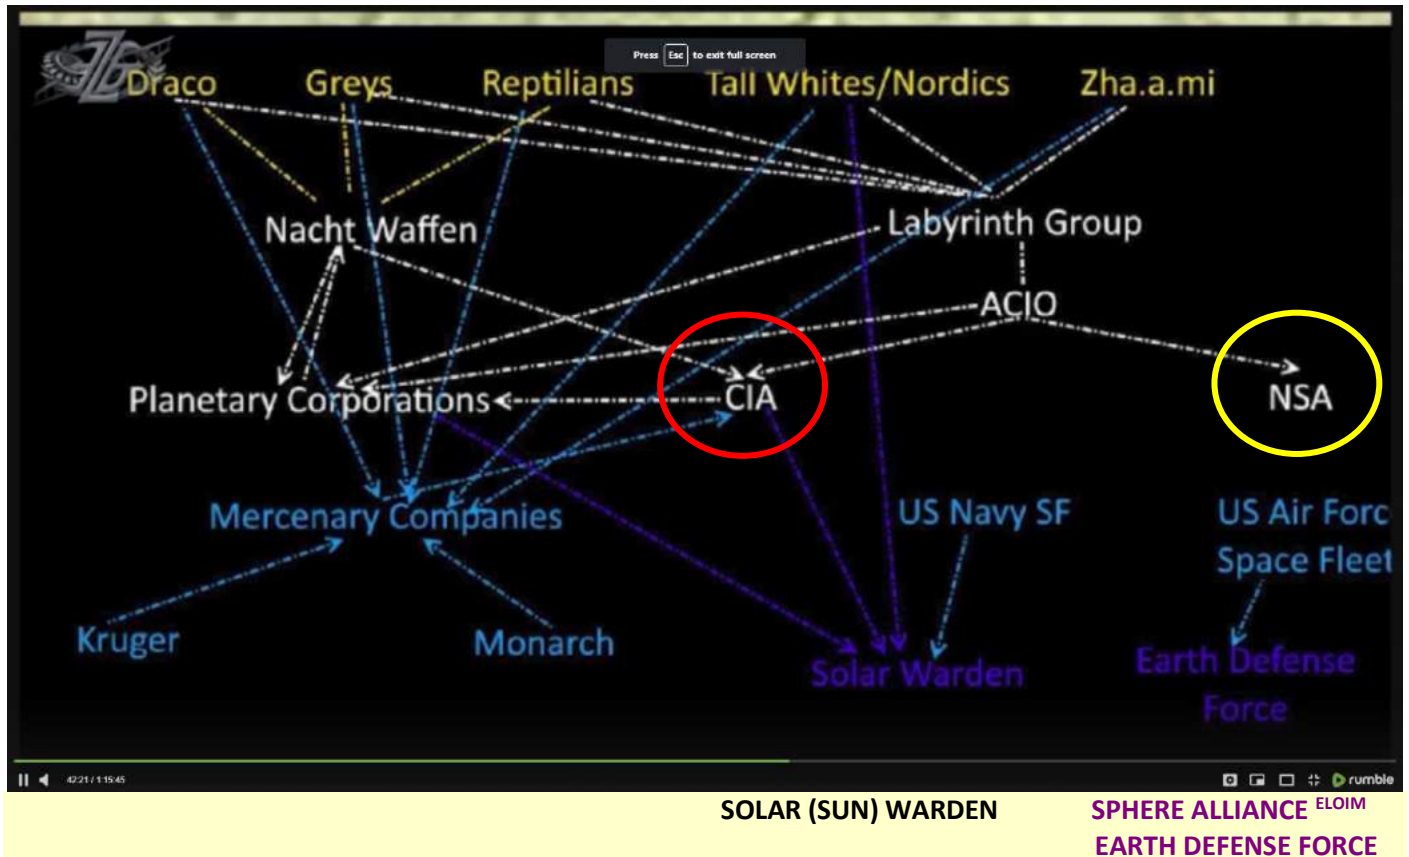 Press Esc to exit full screen
Draco Greys Reptilians Tall Whites/Nordics Zha.a.mi
Nacht Waffen Labyrinth Group
ACIO
Planetary Corporations CIA NSA
Mercenary Companies US Navy SF US Air Forc
Space Fleet
Kruger Monarch Solar Warden Earth Defense
Force
42:21 / 1:15:45 rumble
SOLAR (SUN) WARDEN SPHERE ALLIANCE ELOIM
EARTH DEFENSE FORCE